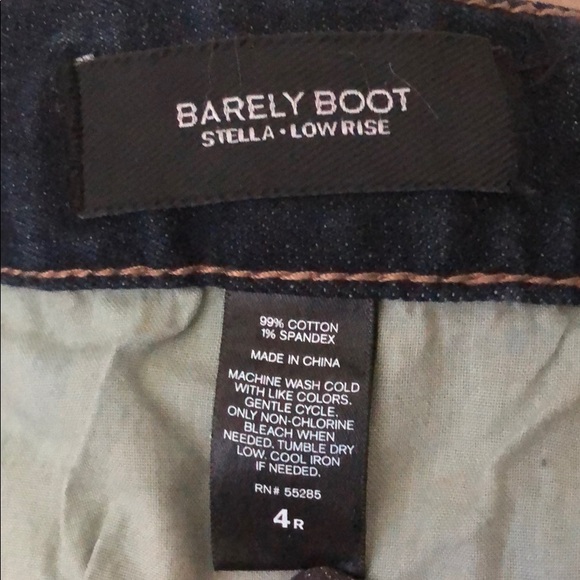 BARELY BOOT
STELLA • LOW RISE
99% COTTON
1% SPANDEX
MADE IN CHINA
MACHINE WASH COLD
WITH LIKE COLORS.
GENTLE CYCLE.
ONLY NON-CHLORINE
BLEACH WHEN
NEEDED. TUMBLE DRY
LOW. COOL IRON
IF NEEDED.
RN# 55285
4R